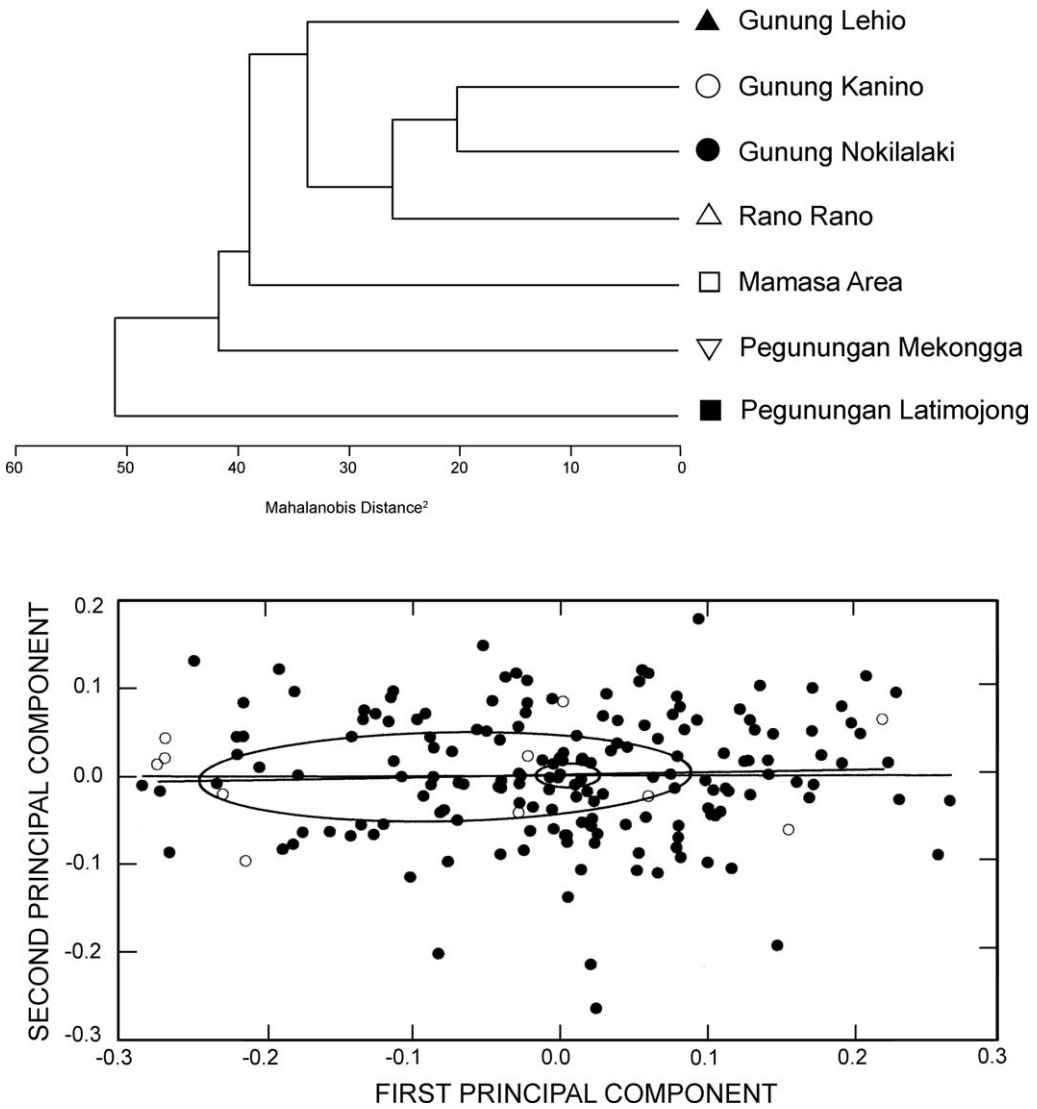 Gunung Lehio
Gunung Kanino
Gunung Nokilalaki
Rano Rano
Mamasa Area
Pegunungan Mekongga
Pegunungan Latimojong
60 50 40 30 20 10 0
Mahalanobis Distance²
SECOND PRINCIPAL COMPONENT
0.2
0.1
0.0
-0.1
-0.2
-0.3
-0.3 -0.2 -0.1 0.0 0.1 0.2 0.3
FIRST PRINCIPAL COMPONENT